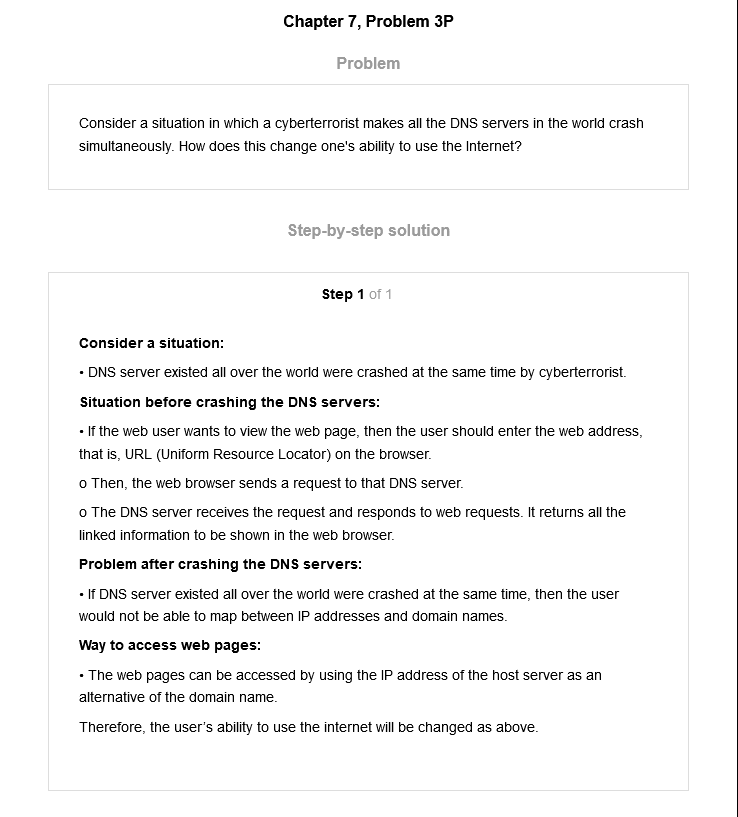 Chapter 7, Problem 3P
Problem
Consider a situation in which a cyberterrorist makes all the DNS servers in the world crash
simultaneously. How does this change one's ability to use the Internet?
Step-by-step solution
Step 1 of 1
Consider a situation:
• DNS server existed all over the world were crashed at the same time by cyberterrorist.
Situation before crashing the DNS servers:
• If the web user wants to view the web page, then the user should enter the web address,
that is, URL (Uniform Resource Locator) on the browser.
o Then, the web browser sends a request to that DNS server.
o The DNS server receives the request and responds to web requests. It returns all the
linked information to be shown in the web browser.
Problem after crashing the DNS servers:
• If DNS server existed all over the world were crashed at the same time, then the user
would not be able to map between IP addresses and domain names.
Way to access web pages:
• The web pages can be accessed by using the IP address of the host server as an
alternative of the domain name.
Therefore, the user’s ability to use the internet will be changed as above.